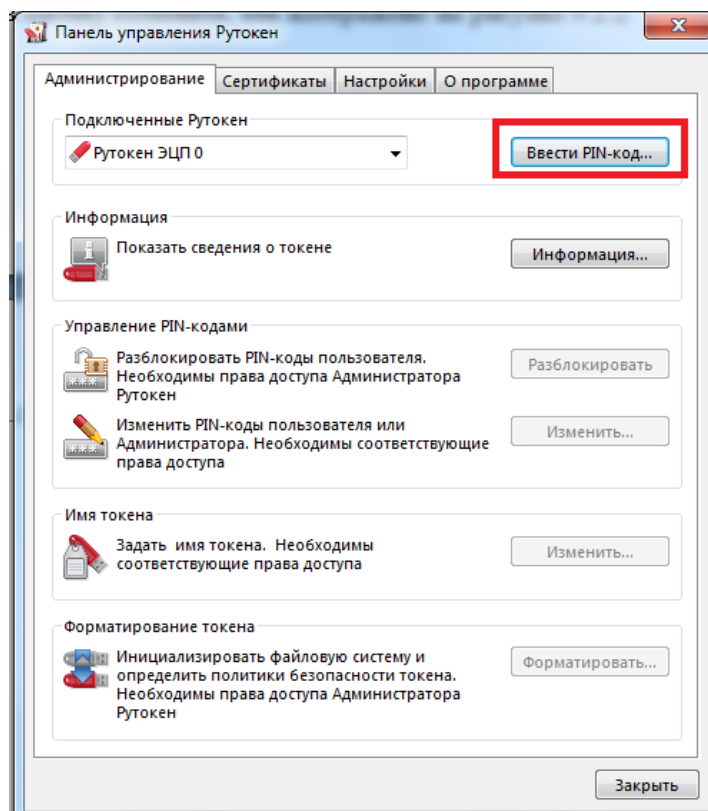 Панель управления Рутокен
Администрирование Сертификаты Настройки О программе
Подключенные Рутокен
Рутокен ЭЦП 0
Ввести PIN-код...
Информация
Показать сведения о токене
Информация...
Управление PIN-кодами
Разблокировать PIN-коды пользователя.
Необходимы права доступа Администратора
Рутокен
Разблокировать
Изменить PIN-коды пользователя или
Администратора. Необходимы соответствующие
права доступа
Изменить...
Имя токена
Задать имя токена. Необходимы
соответствующие права доступа
Изменить...
Форматирование токена
Инициализировать файловую систему и
определить политики безопасности токена.
Необходимы права доступа Администратора
Рутокен
Форматировать...
Закрыть